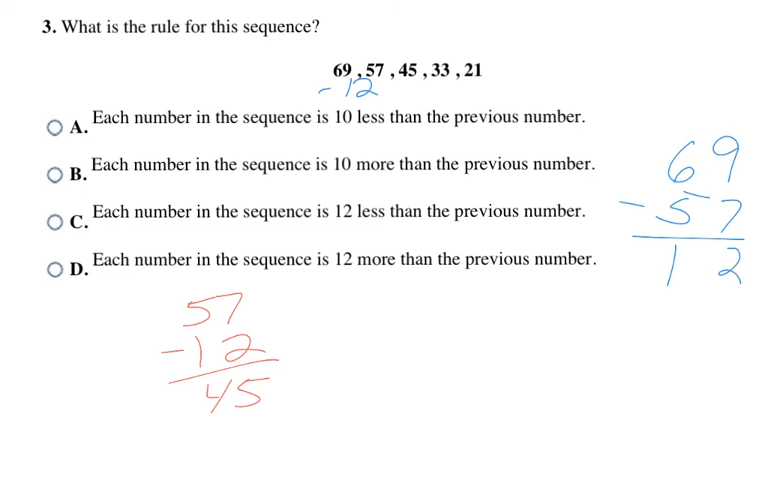 3. What is the rule for this sequence?
69 , 57 , 45 , 33 , 21
- 12
A. Each number in the sequence is 10 less than the previous number.
B. Each number in the sequence is 10 more than the previous number.
C. Each number in the sequence is 12 less than the previous number.
D. Each number in the sequence is 12 more than the previous number.
69
- 57
12
57
- 12
45